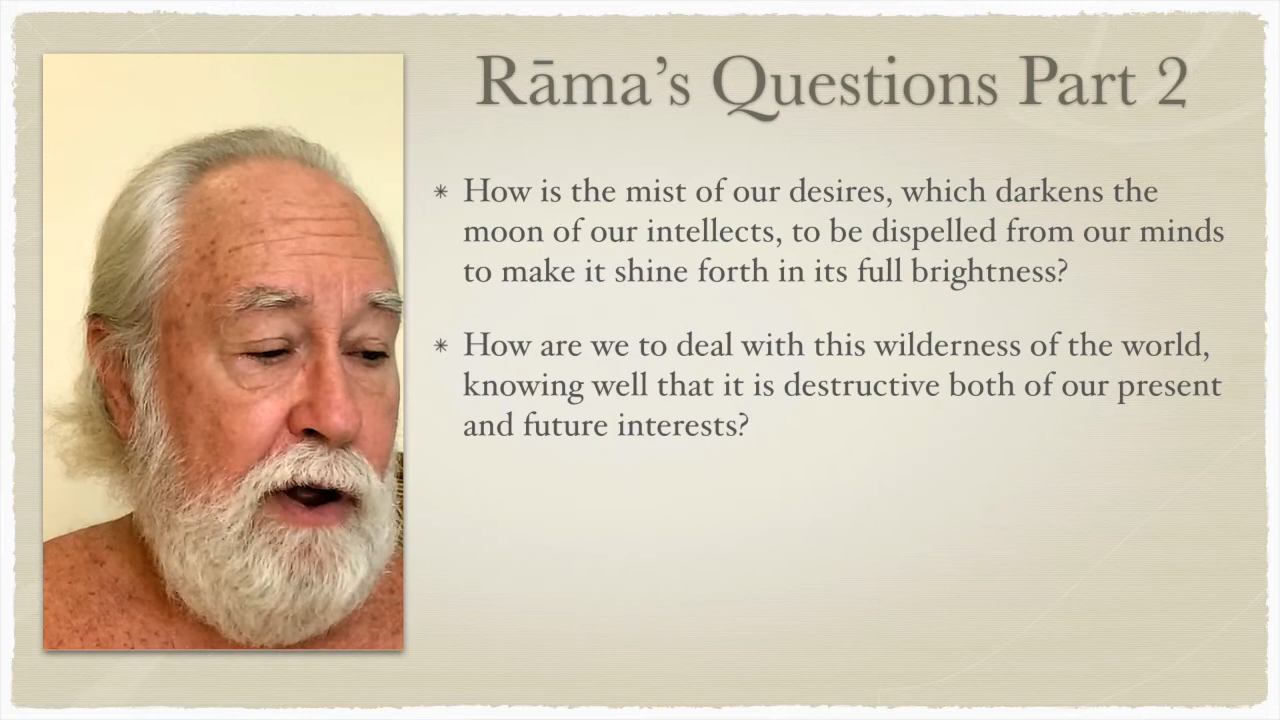 Rāma’s Questions Part 2
* How is the mist of our desires, which darkens the
moon of our intellects, to be dispelled from our minds
to make it shine forth in its full brightness?
* How are we to deal with this wilderness of the world,
knowing well that it is destructive both of our present
and future interests?